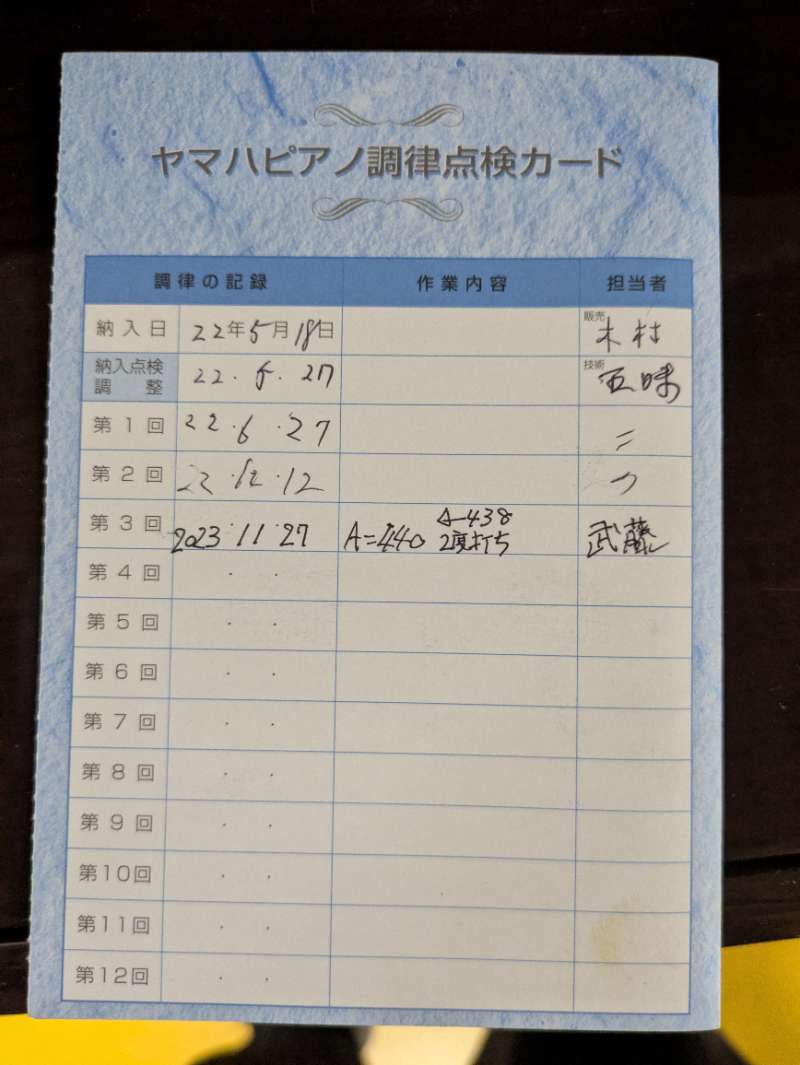 ヤマハピアノ調律点検カード
調律の記録 作業内容 担当者
納入日 22年5月18日 販売 木村
納入点検調整 22.5.27 技術 五味
第1回 22.6.27 〃
第2回 22.12.12 〃
第3回 2023.11.27 A=440 A-438 2度打ち 武藤
第4回 . .
第5回 . .
第6回 . .
第7回 . .
第8回 . .
第9回 . .
第10回 . .
第11回 . .
第12回 . .